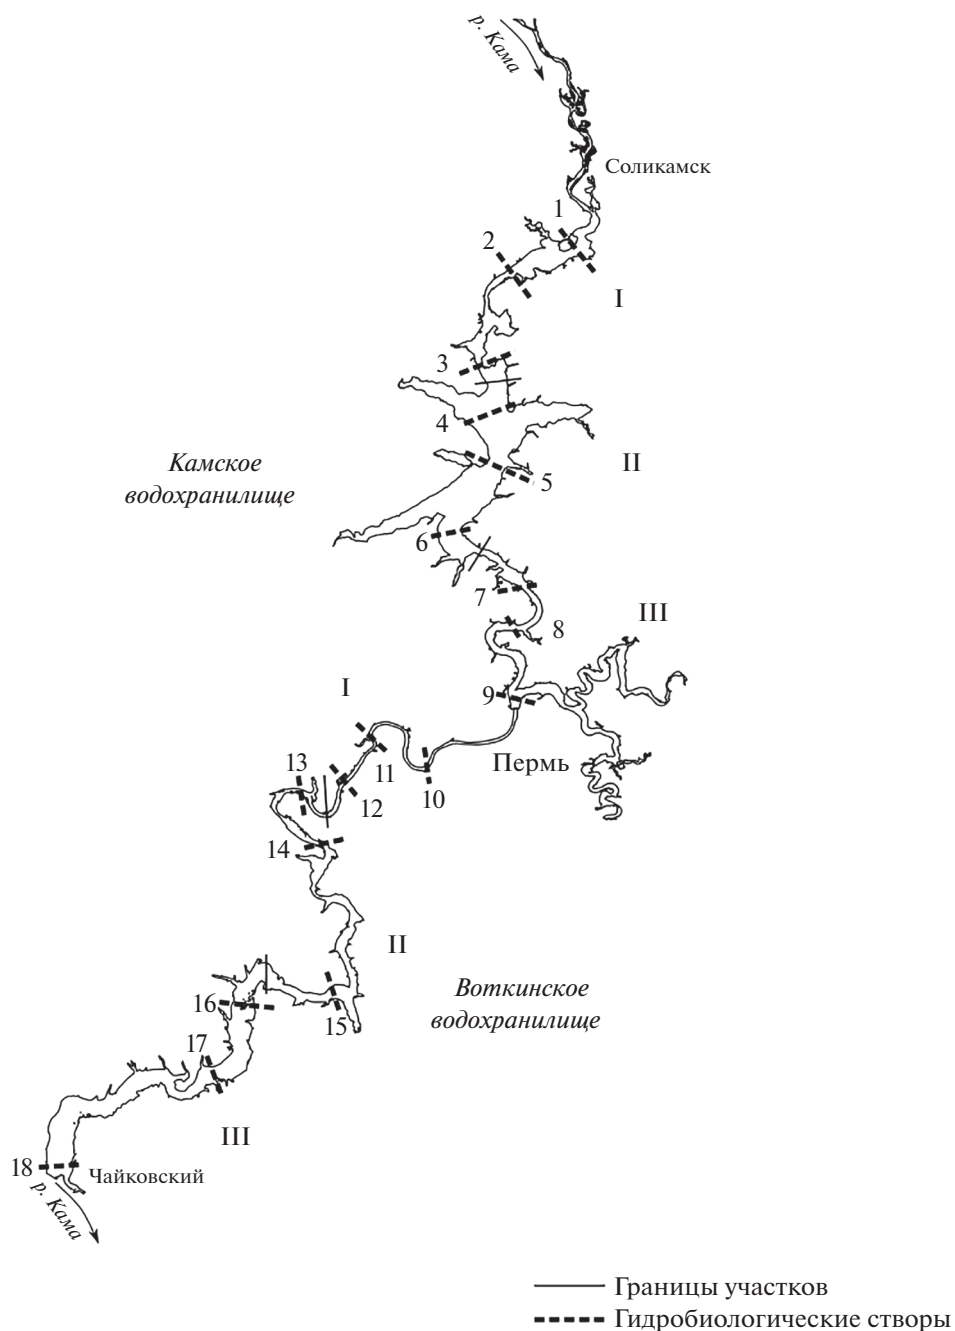 р. Кама
Соликамск
1
2
I
3
4
Камское
водохранилище
II
5
6
7
8
III
9
I
Пермь
13
11
10
12
14
II
Воткинское
водохранилище
16
15
17
III
18
Чайковский
р. Кама
Границы участков
Гидробиологические створы